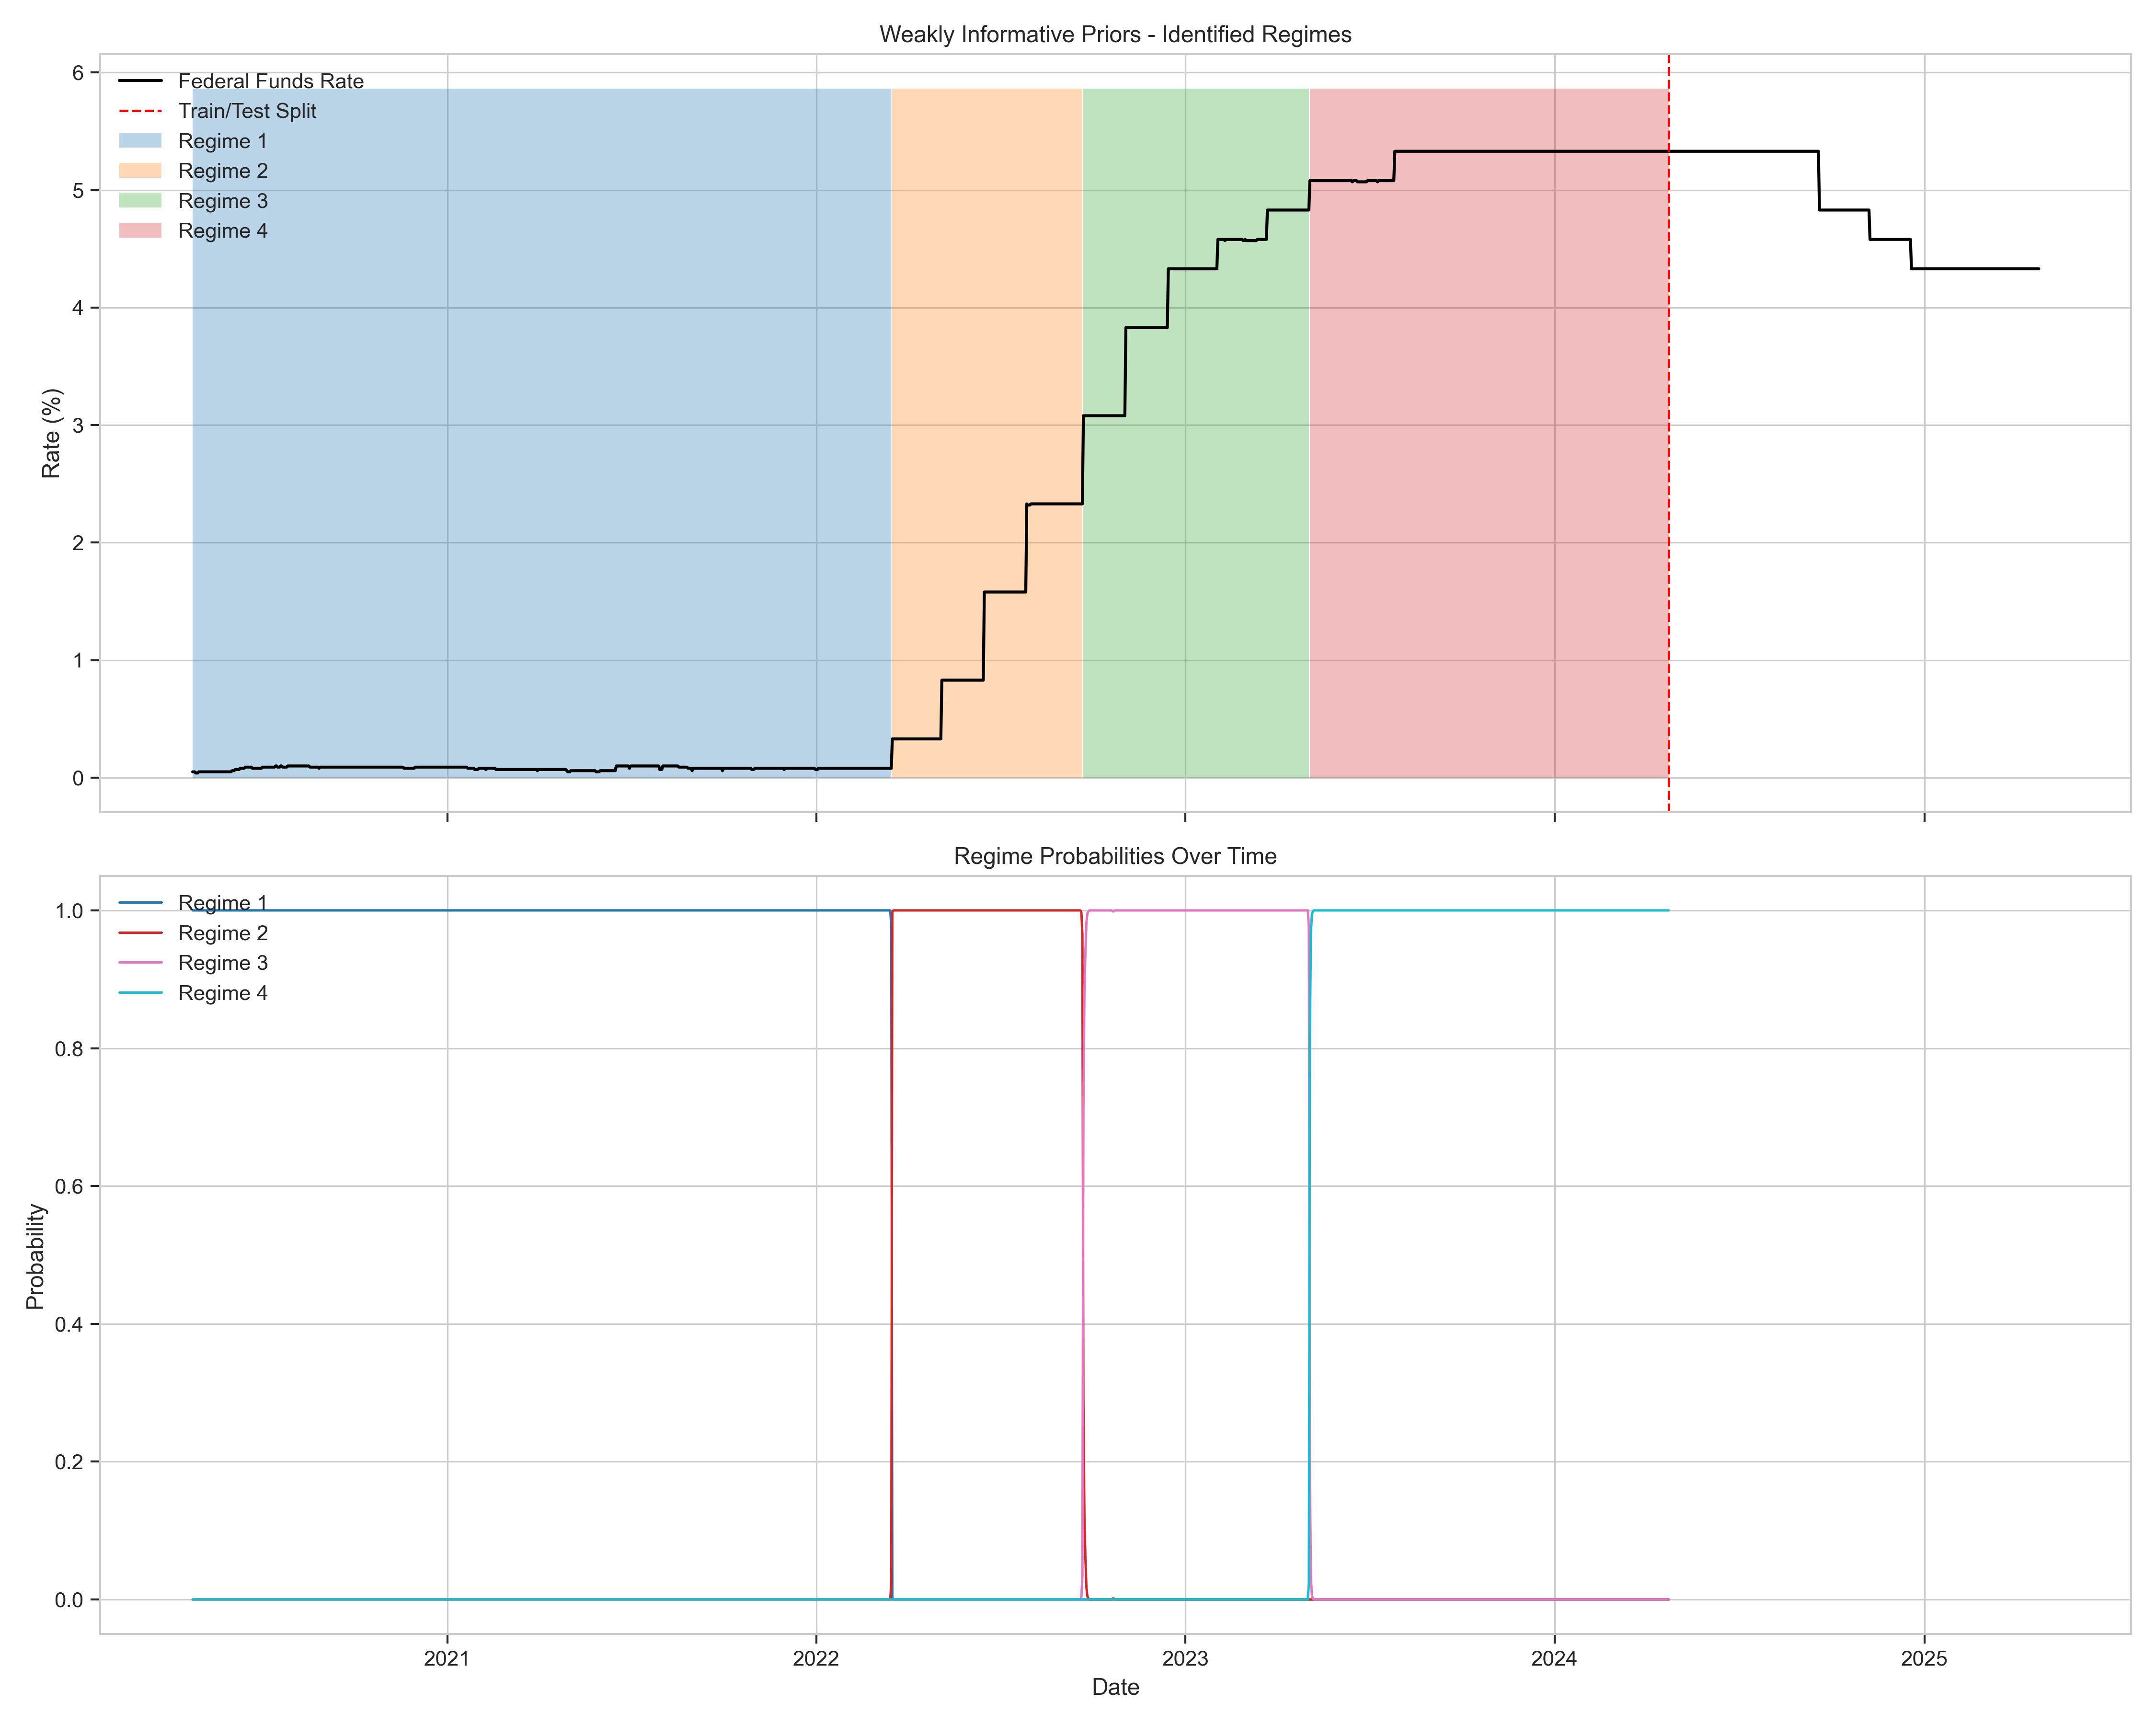 Weakly Informative Priors - Identified Regimes
Federal Funds Rate
Train/Test Split
Regime 1
Regime 2
Regime 3
Regime 4
6
5
4
3
2
1
0
Rate (%)
Regime Probabilities Over Time
Regime 1
Regime 2
Regime 3
Regime 4
1.0
0.8
0.6
0.4
0.2
0.0
Probability
2021
2022
2023
2024
2025
Date